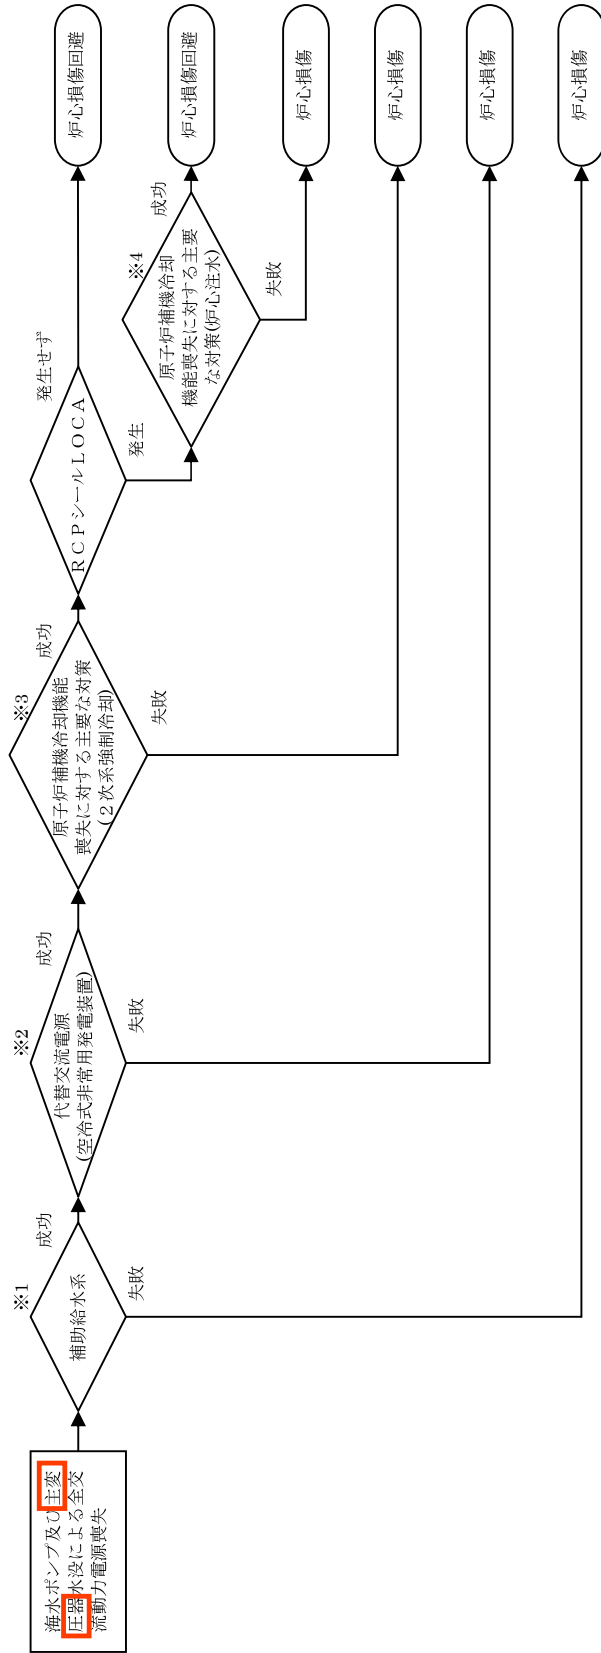 海水ポンプ及び主変
圧器水没による全交
流動力電源喪失
※1
補助給水系
成功
失敗
※2
代替交流電源
(空冷式非常用発電装置)
成功
失敗
※3
原子炉補機冷却機能
喪失に対する主要な対策
(２次系強制冷却)
成功
失敗
ＲＣＰシールＬＯＣＡ
発生せず
発生
※4
原子炉補機冷却
機能喪失に対する主要
な対策(炉心注水)
成功
失敗
炉心損傷回避
炉心損傷回避
炉心損傷
炉心損傷
炉心損傷
炉心損傷